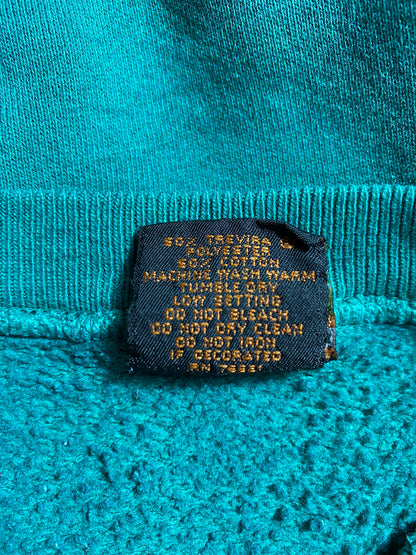 50% TREVIRA ®
POLYESTER
50% COTTON
MACHINE WASH WARM
TUMBLE DRY
LOW SETTING
DO NOT BLEACH
DO NOT DRY CLEAN
DO NOT IRON
IF DECORATED
RN